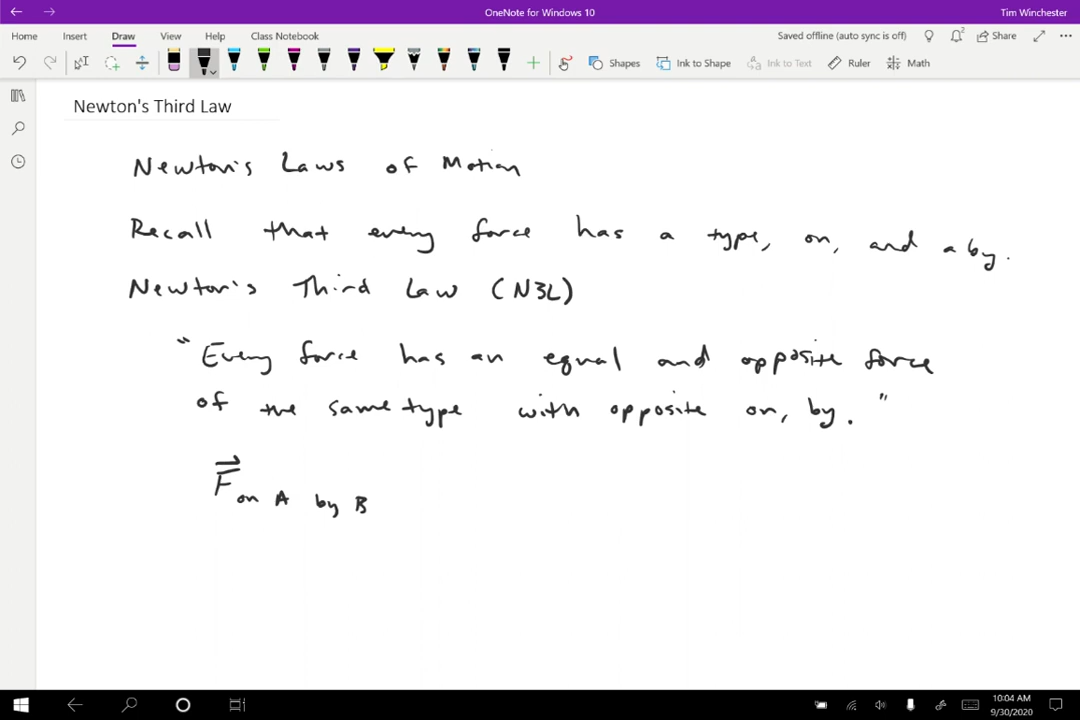 OneNote for Windows 10
Tim Winchester
Home Insert Draw View Help Class Notebook
Saved offline (auto sync is off) Share
Shapes Ink to Shape Ink to Text Ruler Math
Newton's Third Law
Newton's Laws of Motion
Recall that every force has a type, on, and a by.
Newton's Third Law (N3L)
"Every force has an equal and opposite force
of the same type with opposite on, by."
F⃗ on A by B
10:04 AM
9/30/2020